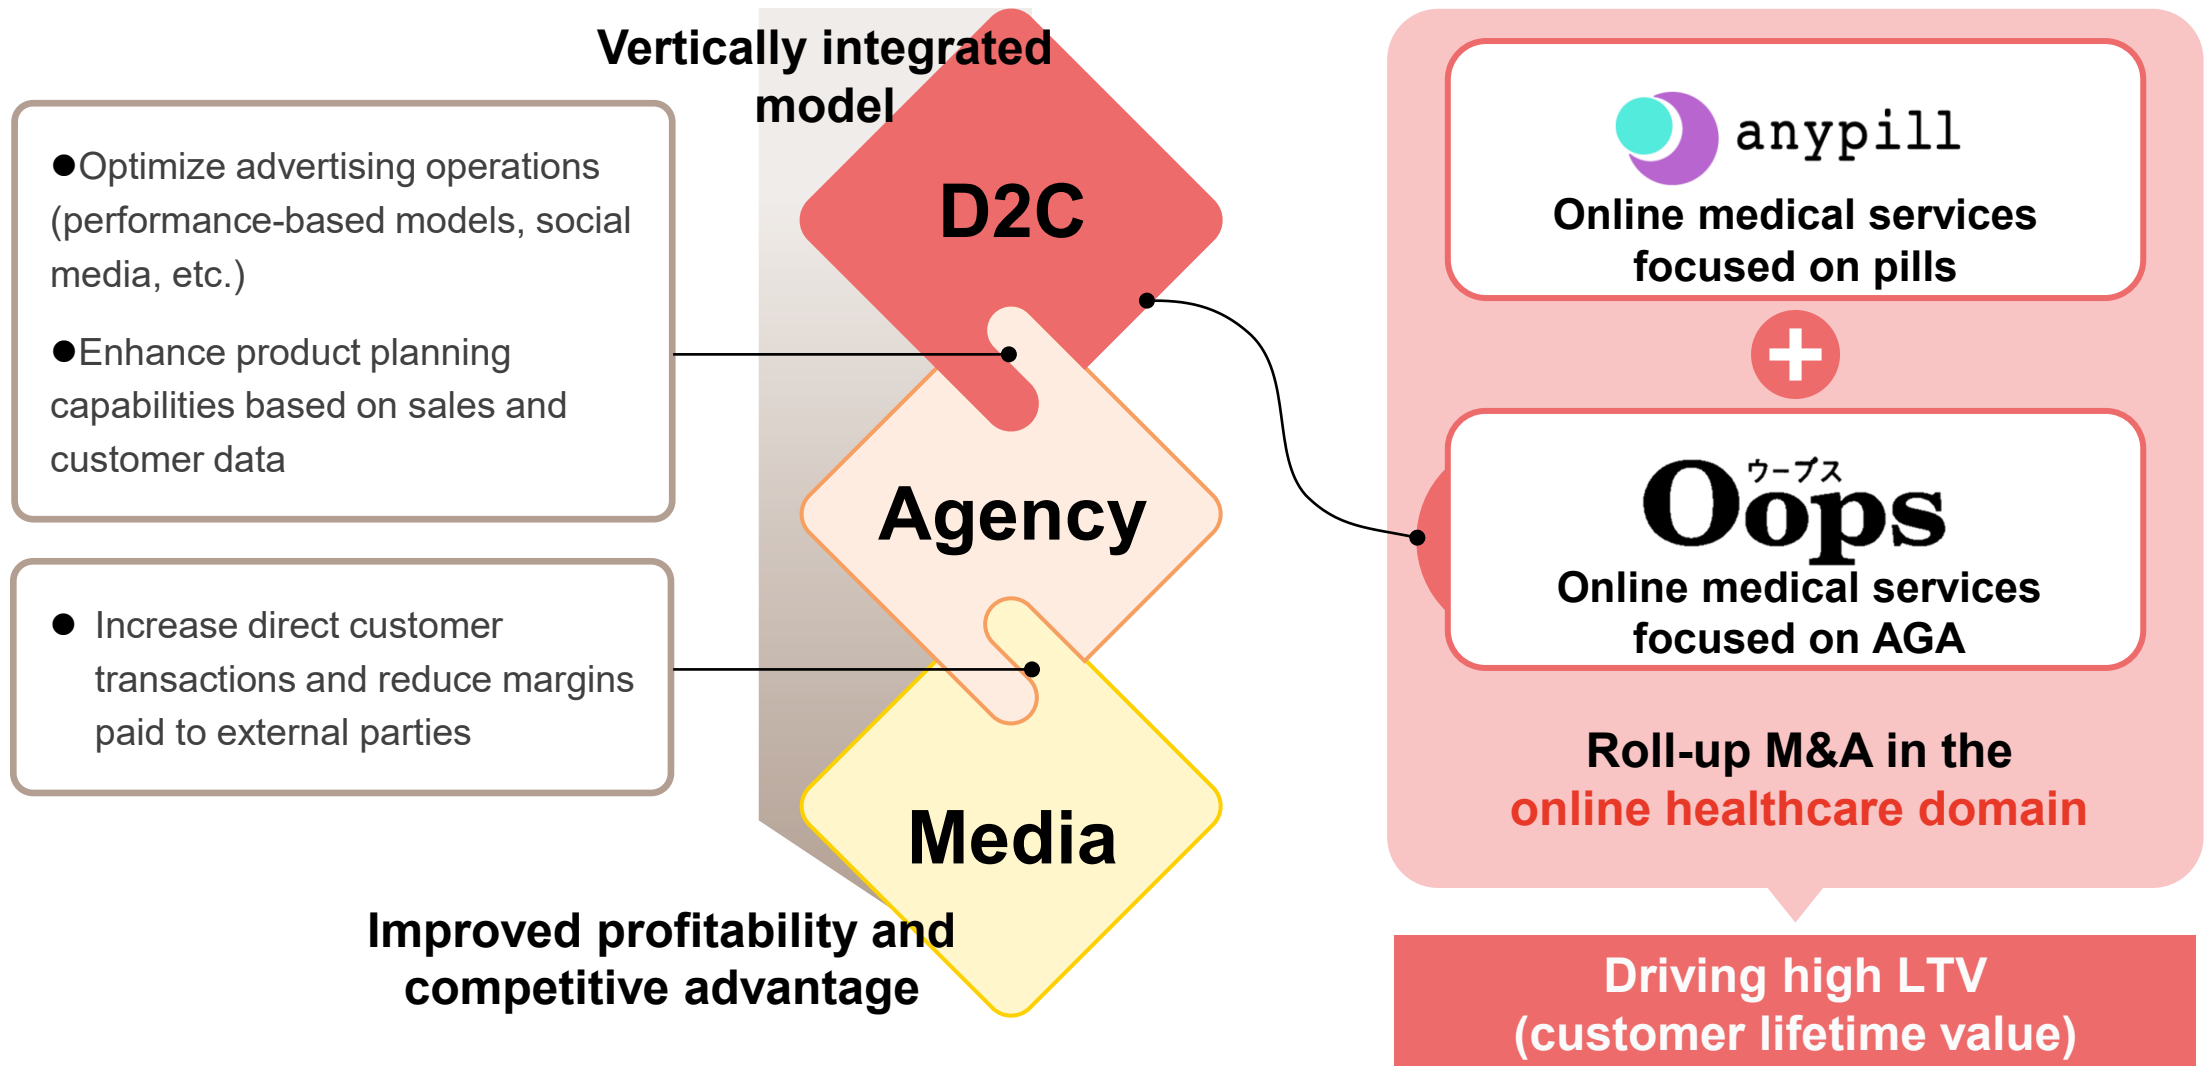 Vertically integrated
model
●Optimize advertising operations
(performance-based models, social
media, etc.)
●Enhance product planning
capabilities based on sales and
customer data
● Increase direct customer
transactions and reduce margins
paid to external parties
D2C
Agency
Media
Improved profitability and
competitive advantage
anypill
Online medical services
focused on pills
+
ウープス
Oops
Online medical services
focused on AGA
Roll-up M&A in the
online healthcare domain
Driving high LTV
(customer lifetime value)